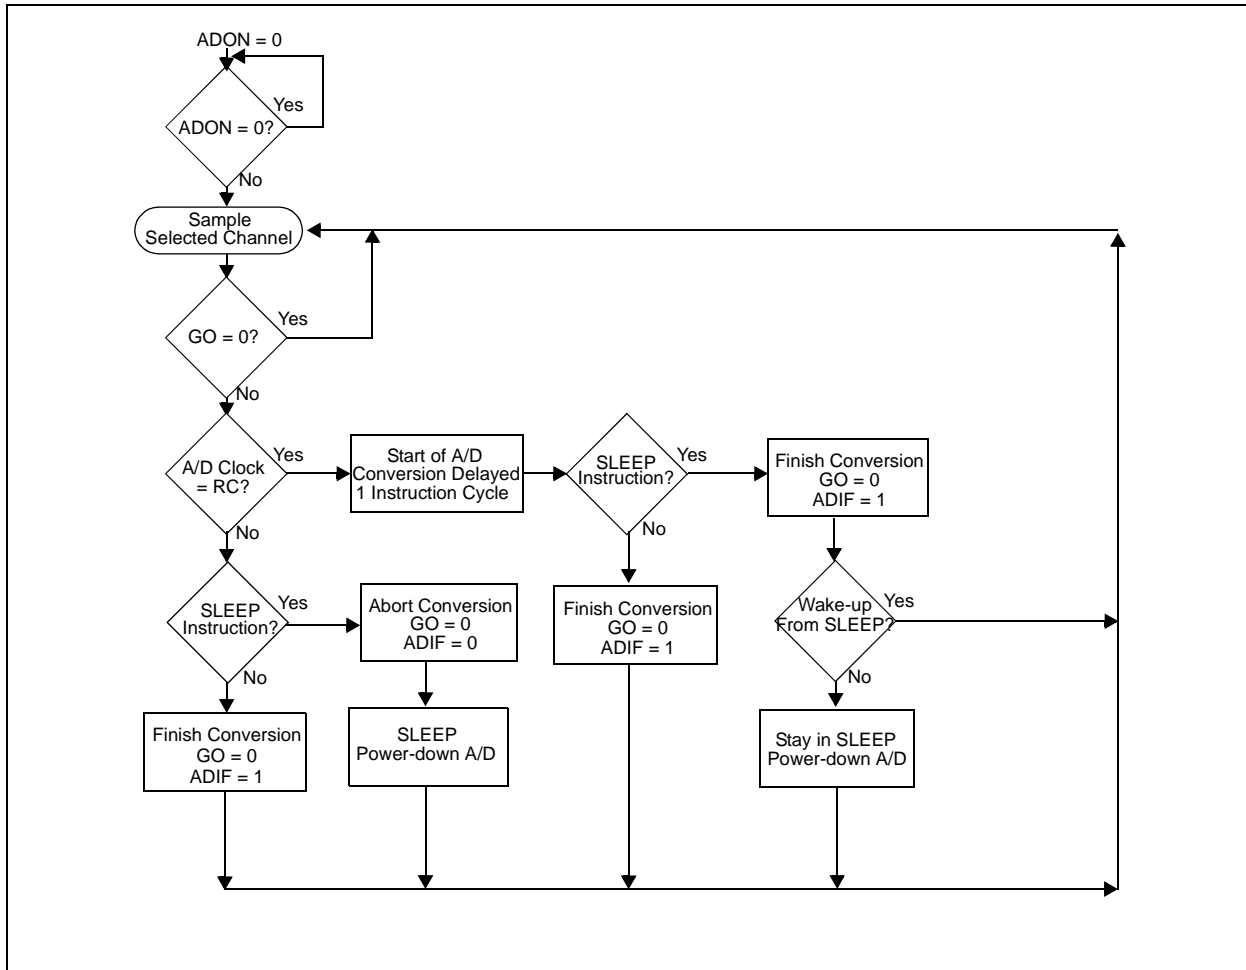 ADON = 0
Yes
ADON = 0?
No
Sample
Selected Channel
Yes
GO = 0?
No
Yes
A/D Clock
= RC?
No
Start of A/D
Conversion Delayed
1 Instruction Cycle
Yes
SLEEP
Instruction?
No
Finish Conversion
GO = 0
ADIF = 1
Yes
SLEEP
Instruction?
No
Abort Conversion
GO = 0
ADIF = 0
Finish Conversion
GO = 0
ADIF = 1
Wake-up
From SLEEP?
Yes
No
Finish Conversion
GO = 0
ADIF = 1
SLEEP
Power-down A/D
Stay in SLEEP
Power-down A/D